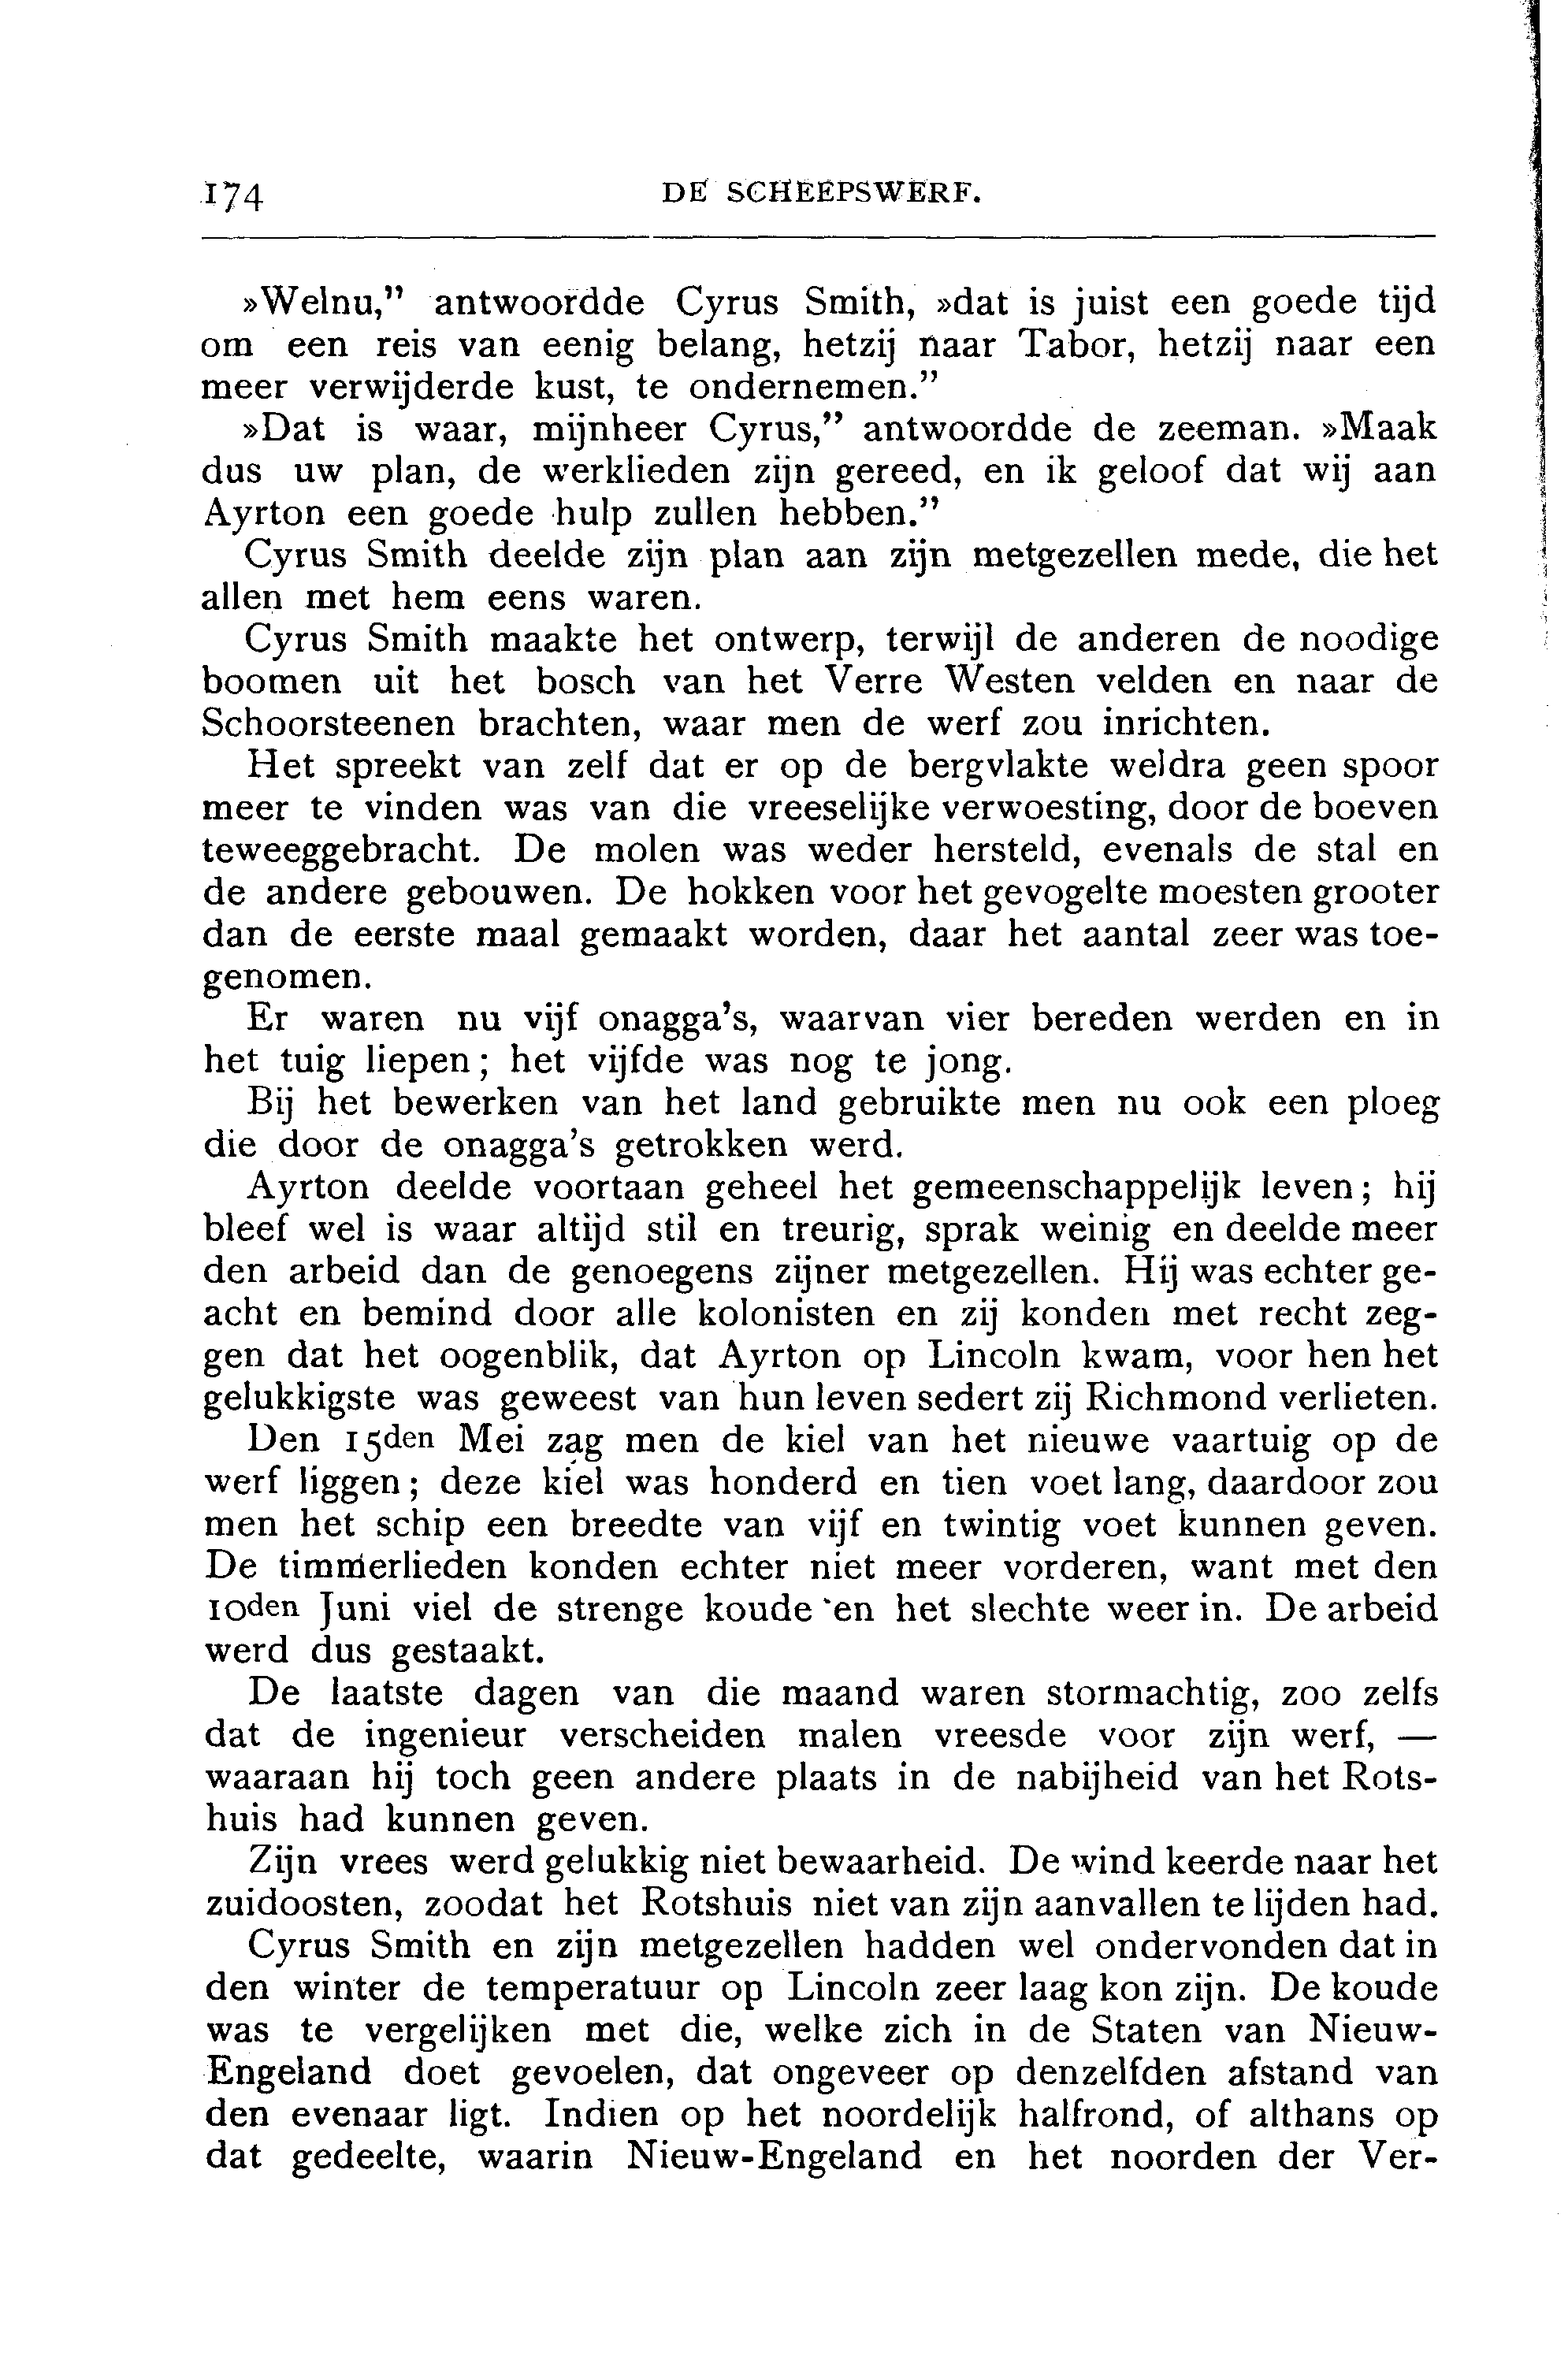 174 DE SCHEEPSWERF.
»Welnu,” antwoordde Cyrus Smith, »dat is juist een goede tijd
om een reis van eenig belang, hetzij naar Tabor, hetzij naar een
meer verwijderde kust, te ondernemen.”
»Dat is waar, mijnheer Cyrus,” antwoordde de zeeman. »Maak
dus uw plan, de werklieden zijn gereed, en ik geloof dat wij aan
Ayrton een goede hulp zullen hebben.”
Cyrus Smith deelde zijn plan aan zijn metgezellen mede, die het
allen met hem eens waren.
Cyrus Smith maakte het ontwerp, terwijl de anderen de noodige
boomen uit het bosch van het Verre Westen velden en naar de
Schoorsteenen brachten, waar men de werf zou inrichten.
Het spreekt van zelf dat er op de bergvlakte weldra geen spoor
meer te vinden was van die vreeselijke verwoesting, door de boeven
teweeggebracht. De molen was weder hersteld, evenals de stal en
de andere gebouwen. De hokken voor het gevogelte moesten grooter
dan de eerste maal gemaakt worden, daar het aantal zeer was toe-
genomen.
Er waren nu vijf onagga’s, waarvan vier bereden werden en in
het tuig liepen; het vijfde was nog te jong.
Bij het bewerken van het land gebruikte men nu ook een ploeg
die door de onagga’s getrokken werd.
Ayrton deelde voortaan geheel het gemeenschappelijk leven; hij
bleef wel is waar altijd stil en treurig, sprak weinig en deelde meer
den arbeid dan de genoegens zijner metgezellen. Hij was echter ge-
acht en bemind door alle kolonisten en zij konden met recht zeg-
gen dat het oogenblik, dat Ayrton op Lincoln kwam, voor hen het
gelukkigste was geweest van hun leven sedert zij Richmond verlieten.
Den 15den Mei zag men de kiel van het nieuwe vaartuig op de
werf liggen; deze kiel was honderd en tien voet lang, daardoor zou
men het schip een breedte van vijf en twintig voet kunnen geven.
De timmerlieden konden echter niet meer vorderen, want met den
10den Juni viel de strenge koude en het slechte weer in. De arbeid
werd dus gestaakt.
De laatste dagen van die maand waren stormachtig, zoo zelfs
dat de ingenieur verscheiden malen vreesde voor zijn werf, —
waaraan hij toch geen andere plaats in de nabijheid van het Rots-
huis had kunnen geven.
Zijn vrees werd gelukkig niet bewaarheid. De wind keerde naar het
zuidoosten, zoodat het Rotshuis niet van zijn aanvallen te lijden had.
Cyrus Smith en zijn metgezellen hadden wel ondervonden dat in
den winter de temperatuur op Lincoln zeer laag kon zijn. De koude
was te vergelijken met die, welke zich in de Staten van Nieuw-
Engeland doet gevoelen, dat ongeveer op denzelfden afstand van
den evenaar ligt. Indien op het noordelijk halfrond, of althans op
dat gedeelte, waarin Nieuw-Engeland en het noorden der Ver-